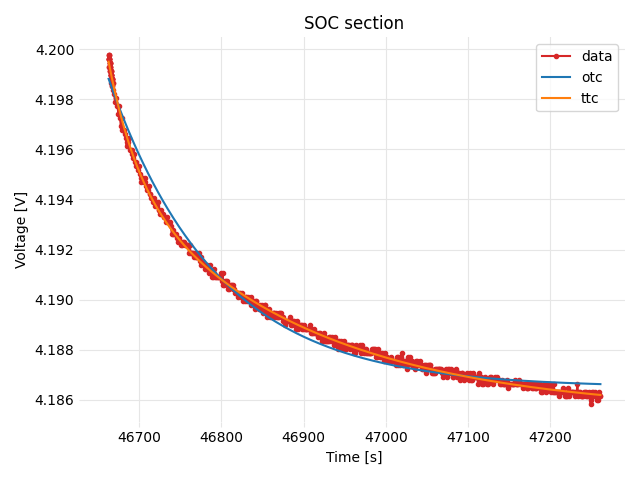 SOC section
data
otc
ttc
4.200
4.198
4.196
4.194
4.192
4.190
4.188
4.186
Voltage [V]
46700 46800 46900 47000 47100 47200
Time [s]